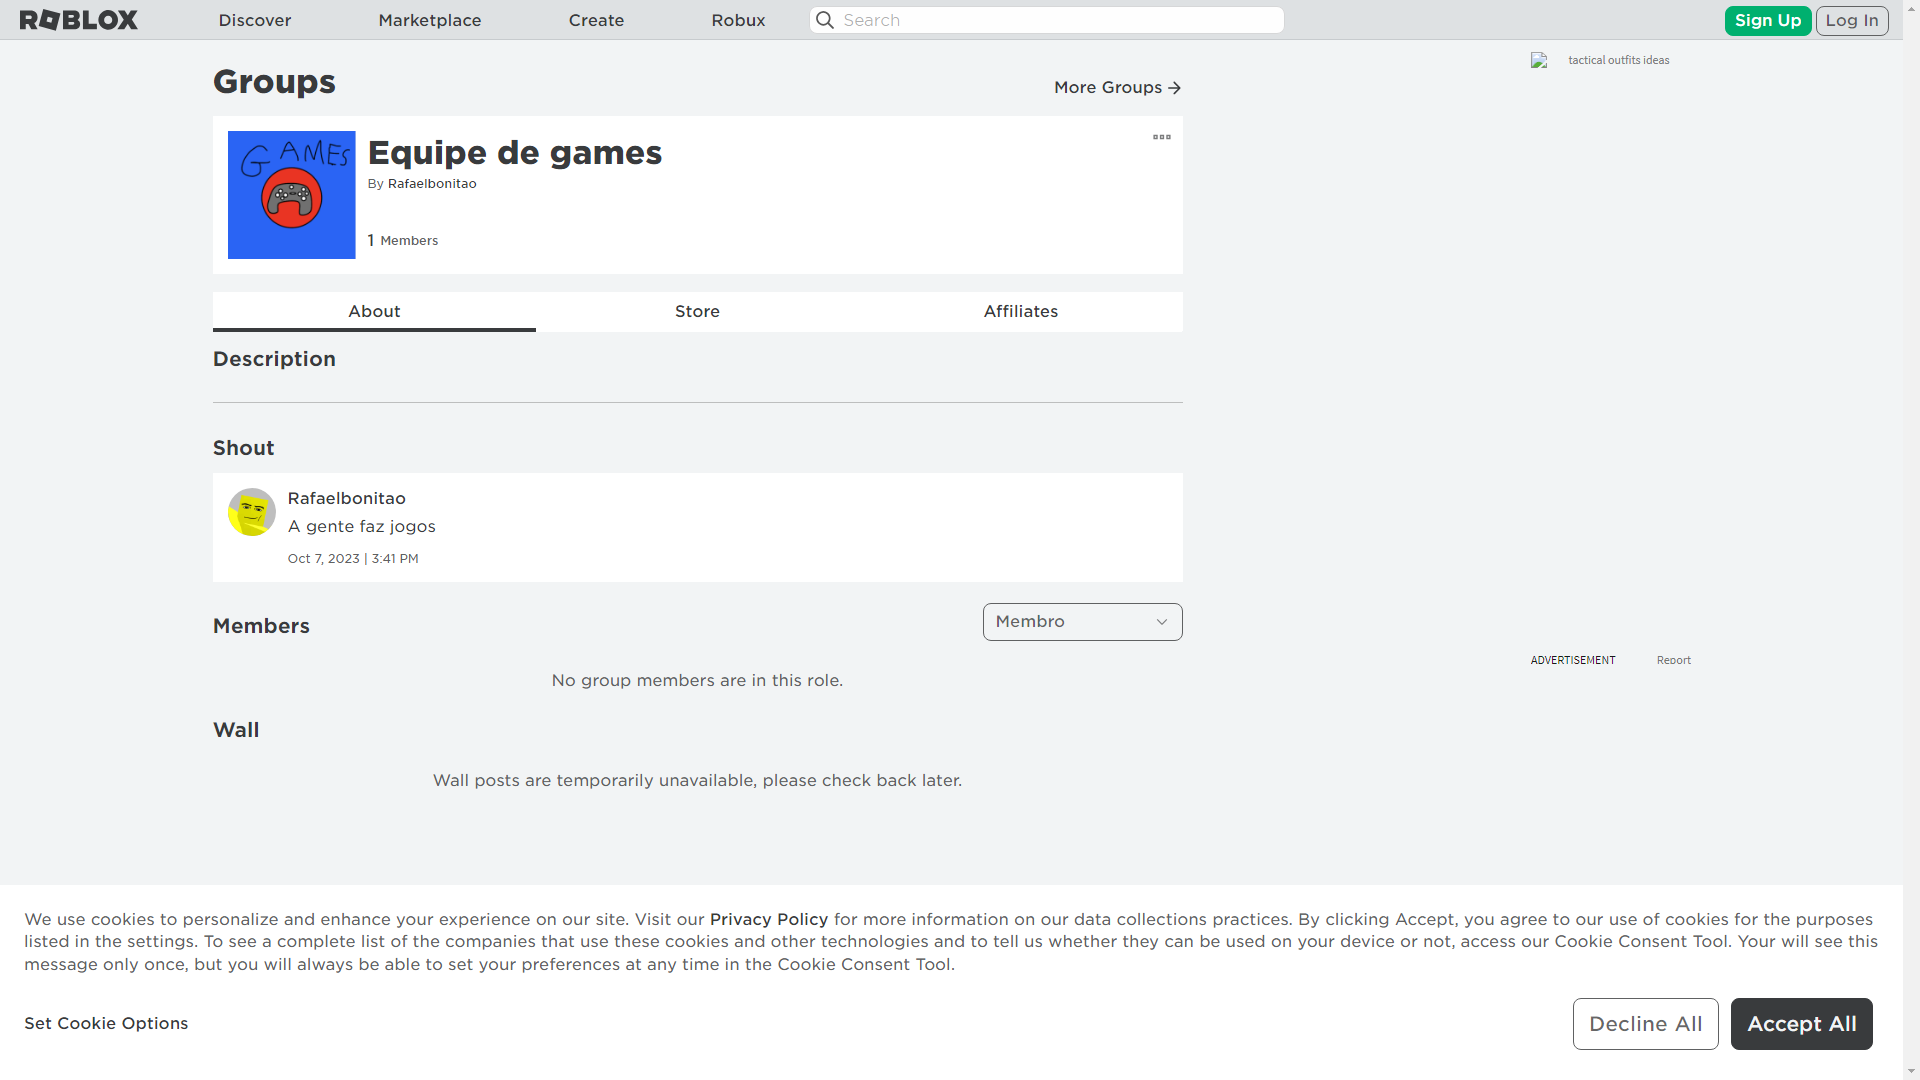 ROBLOX Discover Marketplace Create Robux Search Sign Up Log In
tactical outfits ideas
Groups
More Groups
GAMES
Equipe de games
By Rafaelbonitao
1 Members
About Store Affiliates
Description
Shout
Rafaelbonitao
A gente faz jogos
Oct 7, 2023 | 3:41 PM
Members
Membro
No group members are in this role.
ADVERTISEMENT Report
Wall
Wall posts are temporarily unavailable, please check back later.
We use cookies to personalize and enhance your experience on our site. Visit our Privacy Policy for more information on our data collections practices. By clicking Accept, you agree to our use of cookies for the purposes
listed in the settings. To see a complete list of the companies that use these cookies and other technologies and to tell us whether they can be used on your device or not, access our Cookie Consent Tool. Your will see this
message only once, but you will always be able to set your preferences at any time in the Cookie Consent Tool.
Set Cookie Options
Decline All
Accept All